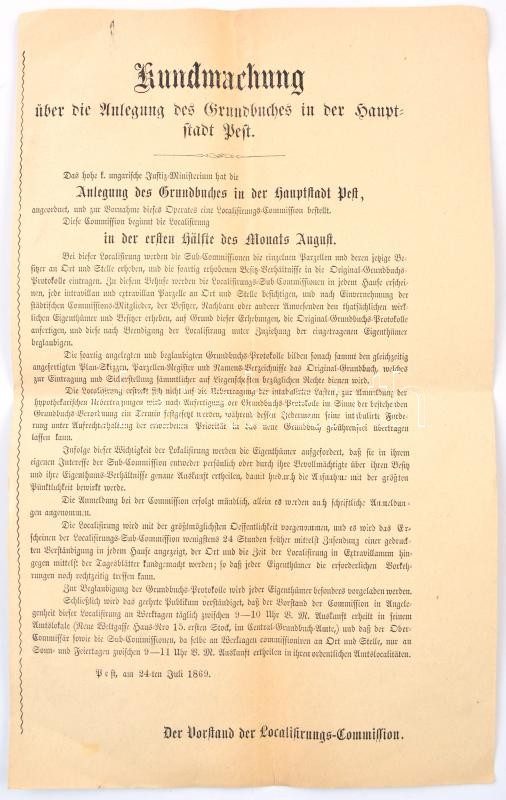 Kundmachung
über die Anlegung des Grundbuches in der Haupt-
stadt Pest.
Das hohe k. ungarische Justiz-Ministerium hat die
Anlegung des Grundbuches in der Hauptstadt Pest,
angeordnet, und zur Vornahme dieses Operates eine Localisirungs-Commission bestellt.
Diese Commission beginnt die Localisirung
in der ersten Hälfte des Monats August.
Bei dieser Localisirung werden die Sub-Commissionen die einzelnen Parzellen und deren jetzige Be-
sitzer an Ort und Stelle erheben, und die soartig erhobenen Besitz-Verhältnisse in die Original-Grundbuchs-
Protokolle eintragen. Zu diesem Behufe werden die Localisirungs-Sub-Commissionen in jedem Hause erschei-
nen, jede intravillan und extravillan Parzelle an Ort und Stelle besichtigen, und nach Einvernehmung der
städtischen Commissions-Mitglieder, der Besitzer, Nachbarn oder anderer Anwesenden den thatsächlichen wirk-
lichen Eigenthümer und Besitzer erheben, auf Grund dieser Erhebungen, die Original-Grundbuchs-Protokolle
anfertigen, und diese nach Beendigung der Localisirung unter Zuziehung der eingetragenen Eigenthümer
beglaubigen.
Die soartig angelegten und beglaubigten Grundbuchs-Protokolle bilden sonach sammt den gleichzeitig
angefertigten Plan-Skizzen, Parzellen-Register und Namens-Verzeichnisse das Original-Grundbuch, welches
zur Eintragung und Sicherstellung sämmtlicher auf Liegenschaften bezüglichen Rechte dienen wird.
Die Localisirung erstreckt sich nicht auf die Uebertragung der intabulirten Lasten, zur Anmeldung der
hypothekarischen Uebertragungen wird nach Anfertigung der Grundbuchs-Protokolle im Sinne der bestehenden
Grundbuchs-Verordnung ein Termin festgesetzt werden, während dessen Jedermann seine intabulirte Forde-
rung unter Aufrechterhaltung der erworbenen Priorität in das neue Grundbuch gebührenfrei übertragen
lassen kann.
Infolge dieser Wichtigkeit der Lokalisirung werden die Eigenthümer aufgefordert, daß sie in ihrem
eigenen Interesse der Sub-Commission entweder persönlich oder durch ihre Bevollmächtigte über ihren Besitz
und ihre Eigenthums-Verhältnisse genaue Auskunft ertheilen, damit hiedurch die Aufnahme mit der größten
Pünktlichkeit bewirkt werde.
Die Anmeldung bei der Commission erfolgt mündlich, allein es werden auch schriftliche Anmeldun-
gen angenommen.
Die Localisirung wird mit der größtmöglichsten Oeffentlichkeit vorgenommen, und es wird das Er-
scheinen der Localisirungs-Sub-Commission wenigstens 24 Stunden früher mittelst Zusendung einer gedruck-
ten Verständigung in jedem Hause angezeigt, der Ort und die Zeit der Localisirung in Extravillanum hin-
gegen mittelst der Tagesblätter kundgemacht werden; so daß jeder Eigenthümer die erforderlichen Vorkeh-
rungen noch rechtzeitig treffen kann.
Zur Beglaubigung der Grundbuchs-Protokolle wird jeder Eigenthümer besonders vorgeladen werden.
Schließlich wird das geehrte Publikum verständiget, daß der Vorstand der Commission in Angele-
genheit dieser Localisirung an Werktagen täglich zwischen 9—10 Uhr V. M. Auskunft ertheilt in seinem
Amtslokale (Neue Weltgasse Haus-Nro 15. ersten Stock, im Central-Grundbuch-Amte,) und daß der Ober-
Commissär sowie die Sub-Commissionen, da selbe an Werktagen commissioniren an Ort und Stelle, nur an
Sonn- und Feiertagen zwischen 9—11 Uhr V. M. Auskunft ertheilen in ihren ordentlichen Amtslocalitäten.
Pest, am 24-ten Juli 1869.
Der Vorstand der Localisirungs-Commission.